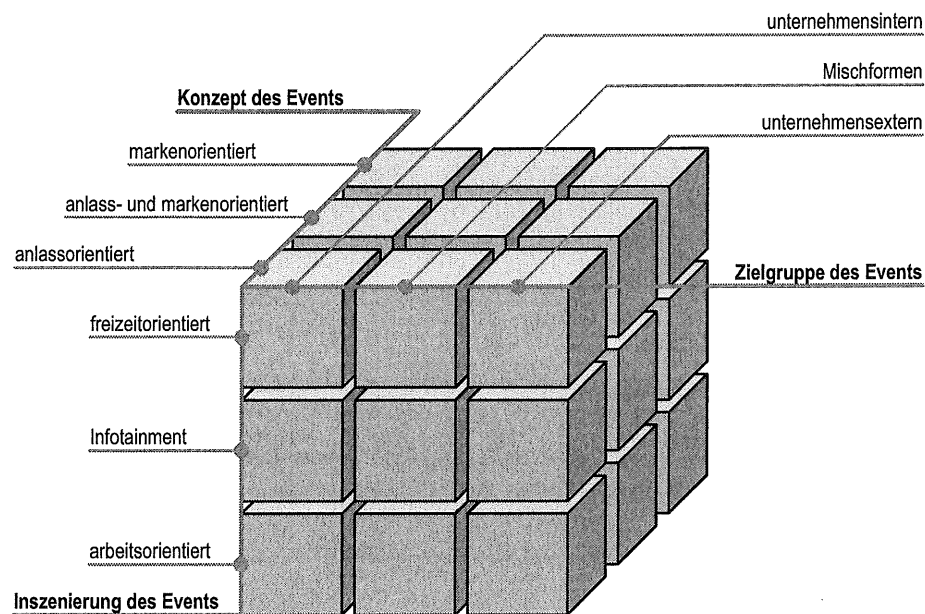 unternehmensintern
Mischformen
Konzept des Events
unternehmensextern
markenorientiert
anlass- und markenorientiert
anlassorientiert
Zielgruppe des Events
freizeitorientiert
Infotainment
arbeitsorientiert
Inszenierung des Events